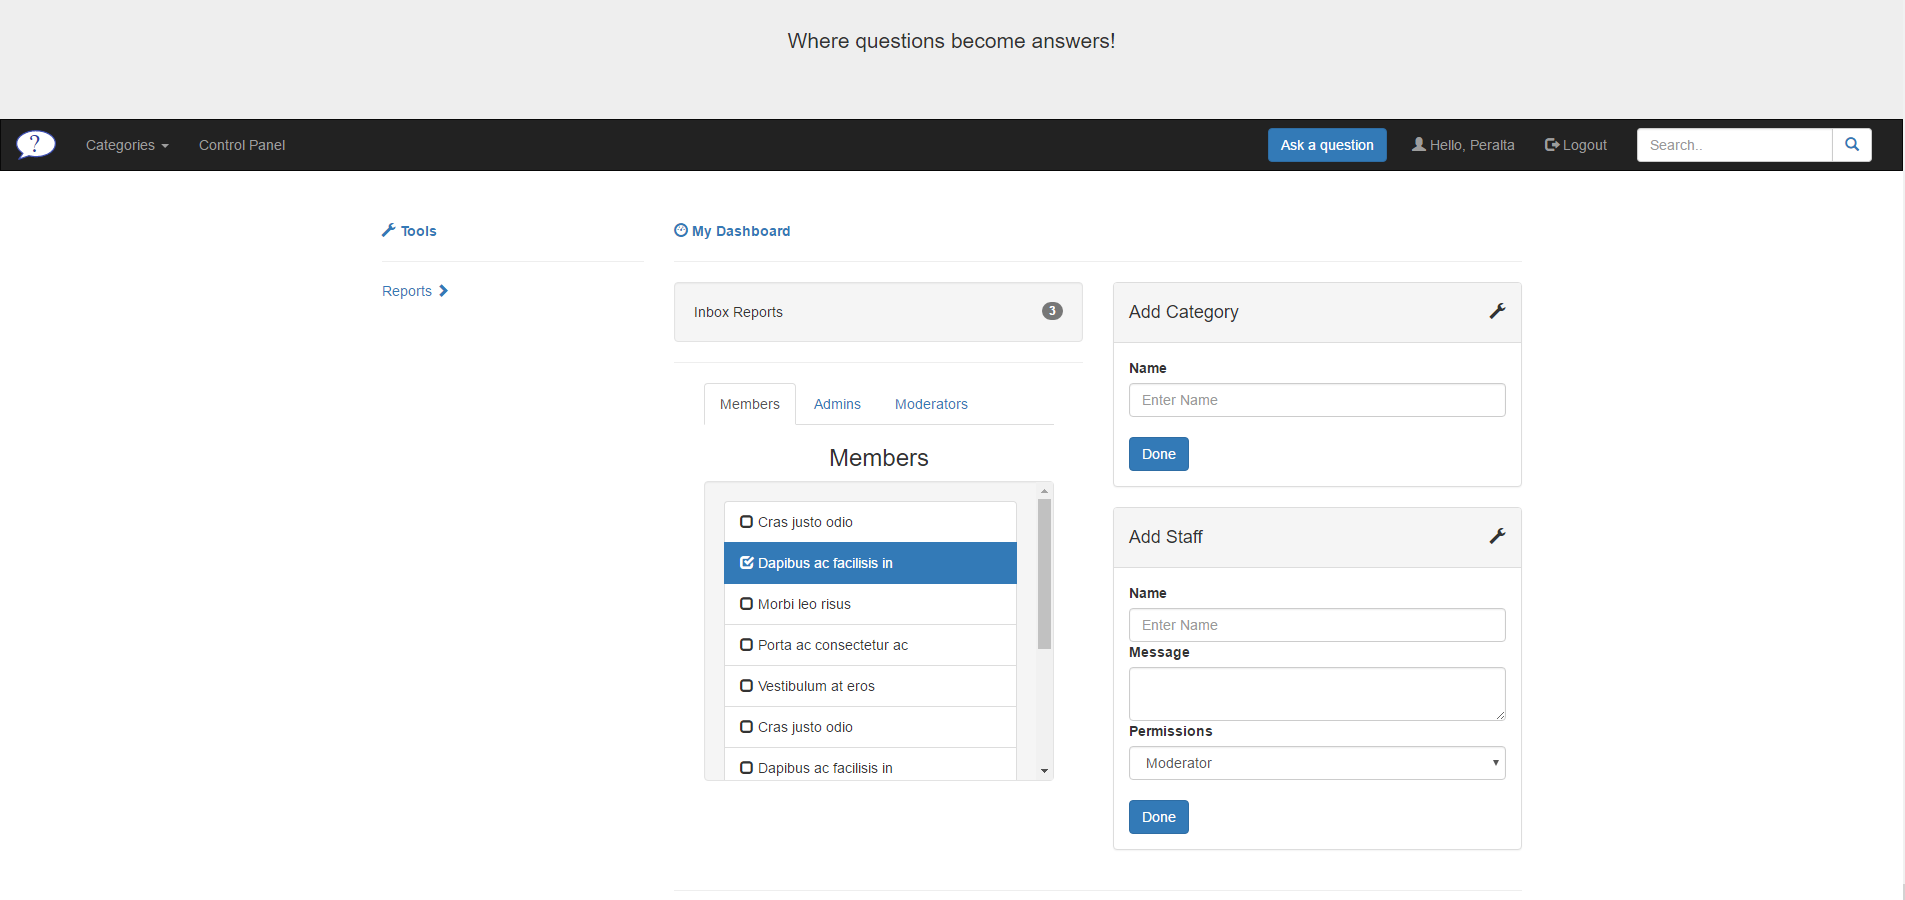 Where questions become answers!
?
Categories
Control Panel
Ask a question
Hello, Peralta
Logout
Search..
Tools
Reports
My Dashboard
Inbox Reports
3
Members
Admins
Moderators
Members
Cras justo odio
Dapibus ac facilisis in
Morbi leo risus
Porta ac consectetur ac
Vestibulum at eros
Cras justo odio
Dapibus ac facilisis in
Add Category
Name
Enter Name
Done
Add Staff
Name
Enter Name
Message
Permissions
Moderator
Done